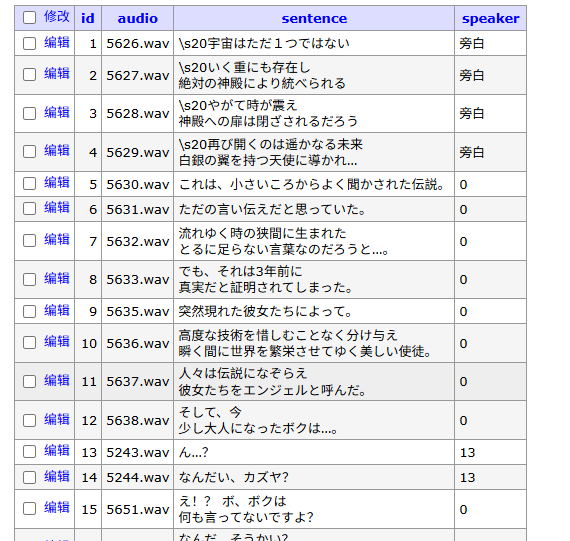 修改 id audio sentence speaker
编辑 1 5626.wav \s20宇宙はただ１つではない 旁白
编辑 2 5627.wav \s20いく重にも存在し
絶対の神殿により統べられる 旁白
编辑 3 5628.wav \s20やがて時が震え
神殿への扉は閉ざされるだろう 旁白
编辑 4 5629.wav \s20再び開くのは遥かなる未来
白銀の翼を持つ天使に導かれ… 旁白
编辑 5 5630.wav これは、小さいころからよく聞かされた伝説。 0
编辑 6 5631.wav ただの言い伝えだと思っていた。 0
编辑 7 5632.wav 流れゆく時の狭間に生まれた
とるに足らない言葉なのだろうと…。 0
编辑 8 5633.wav でも、それは3年前に
真実だと証明されてしまった。 0
编辑 9 5635.wav 突然現れた彼女たちによって。 0
编辑 10 5636.wav 高度な技術を惜しむことなく分け与え
瞬く間に世界を繁栄させてゆく美しい使徒。 0
编辑 11 5637.wav 人々は伝説になぞらえ
彼女たちをエンジェルと呼んだ。 0
编辑 12 5638.wav そして、今
少し大人になったボクは…。 0
编辑 13 5243.wav ん…？ 13
编辑 14 5244.wav なんだい、カズヤ？ 13
编辑 15 5651.wav え！？ ボ、ボクは
何も言ってないですよ？ 0
なんだ、そうかい？